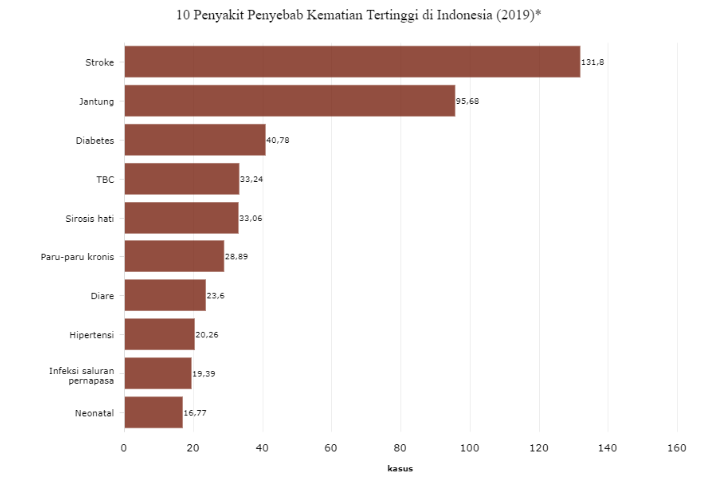 10 Penyakit Penyebab Kematian Tertinggi di Indonesia (2019)*
Stroke
131,8
Jantung
95,68
Diabetes
40,78
TBC
33,24
Sirosis hati
33,06
Paru-paru kronis
28,89
Diare
23,6
Hipertensi
20,26
Infeksi saluran
pernapasa
19,39
Neonatal
16,77
0 20 40 60 80 100 120 140 160
kasus